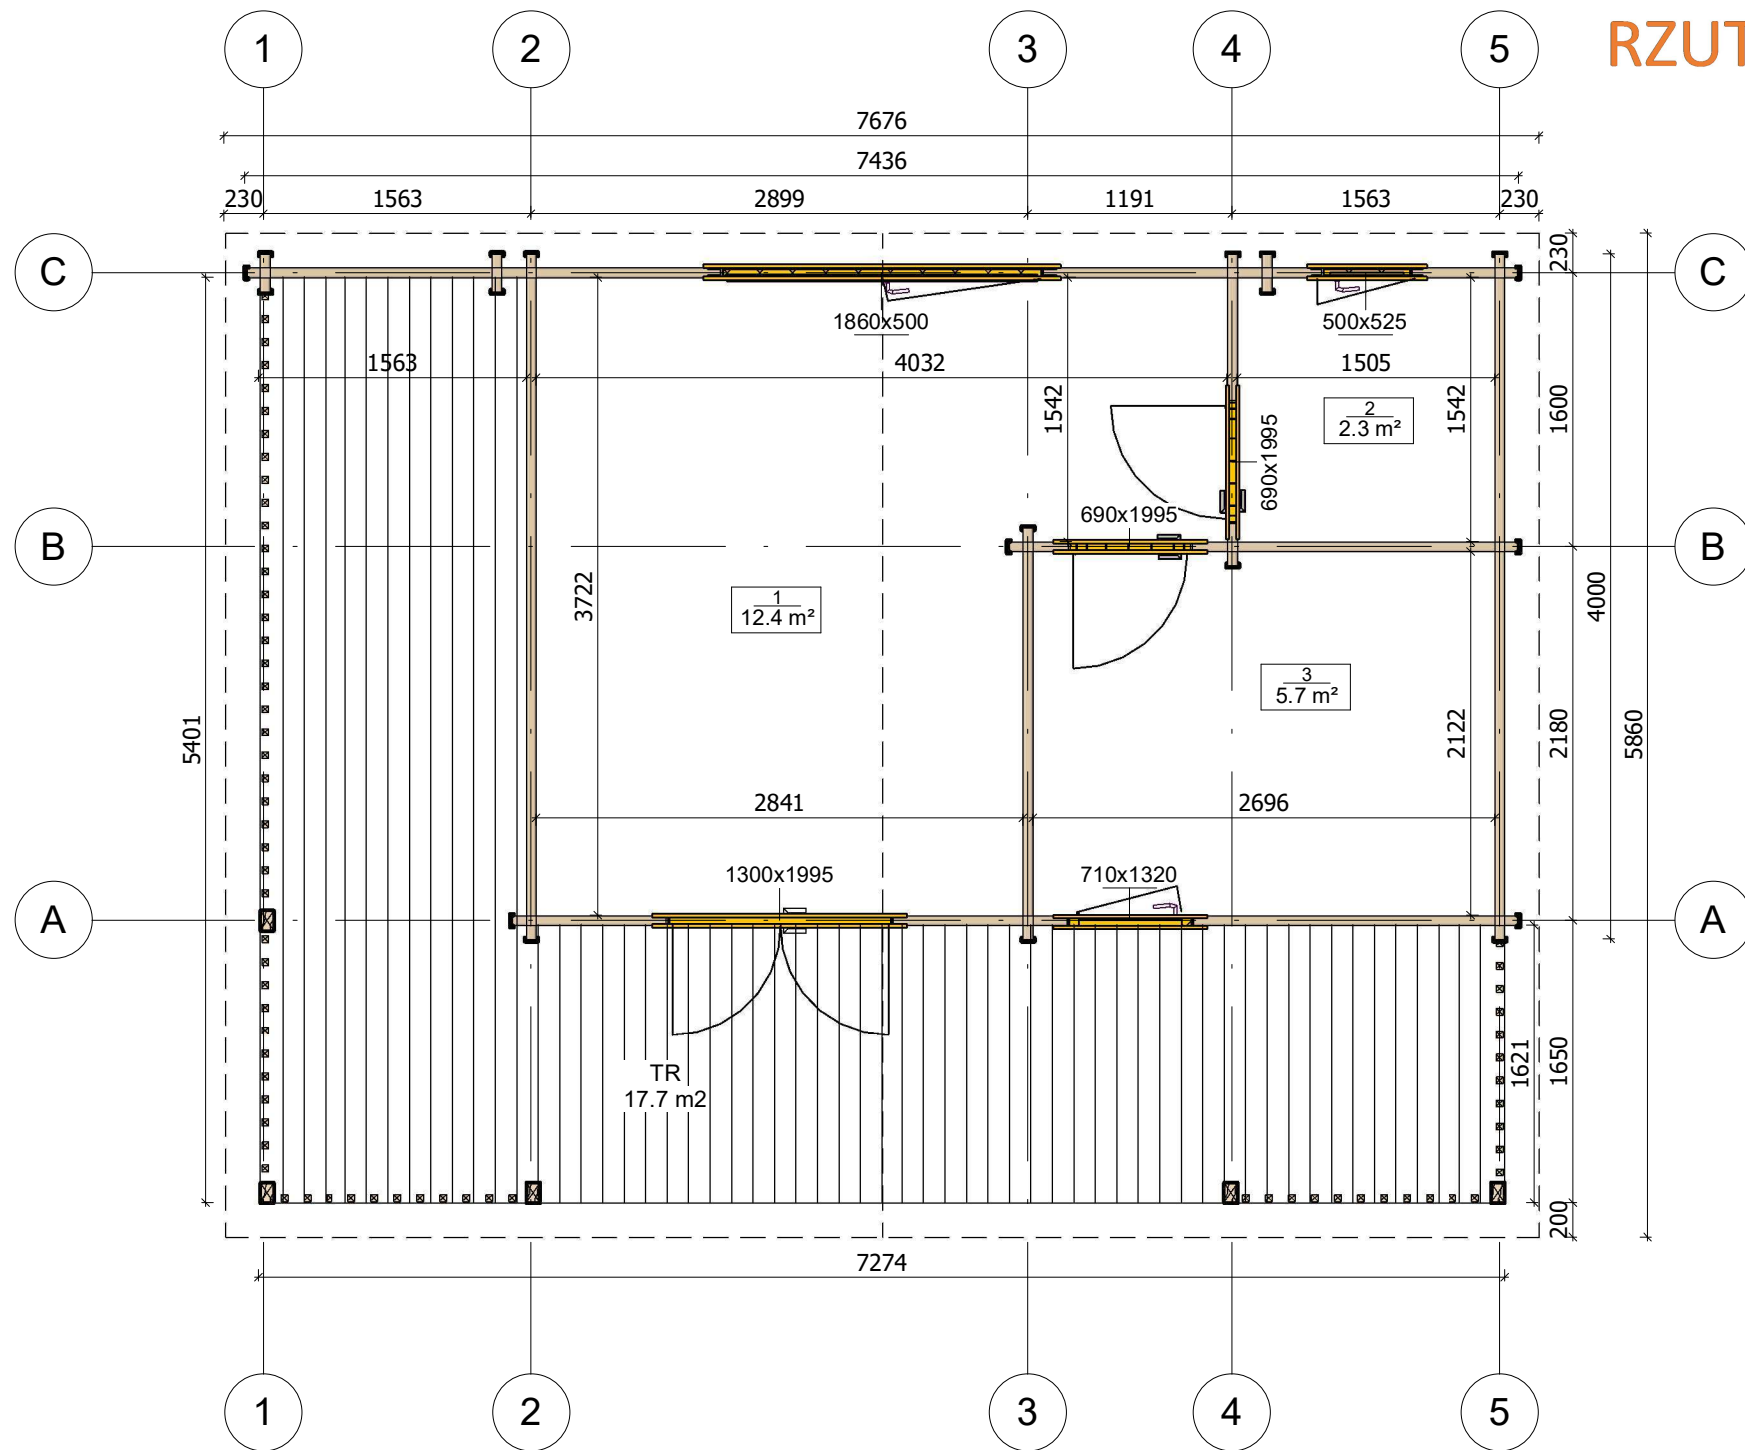 1 2 3 4 5
RZUT
7676
7436
230 1563 2899 1191 1563 230
C C
230
1860x500 500x525
1563 4032 1505
1542 1542 1600
2
2.3 m²
690x1995
690x1995
B B
3722
4000
1
12.4 m²
3
5.7 m²
5401
2122 2180 5860
2841 2696
1300x1995 710x1320
A A
TR
17.7 m2
1621 1650
200
7274
1 2 3 4 5